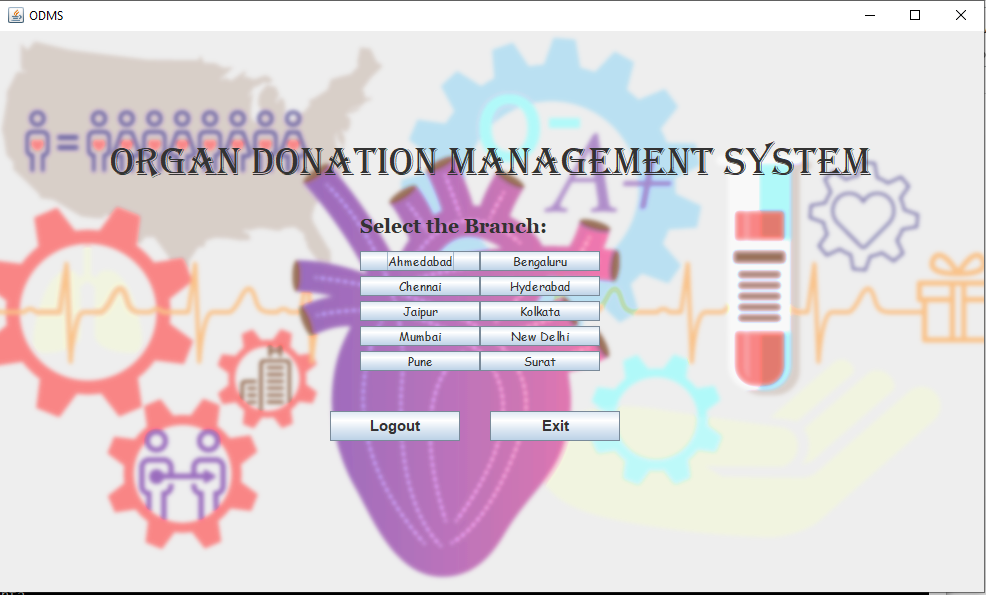 ODMS
A+
ORGAN DONATION MANAGEMENT SYSTEM
Select the Branch:
Ahmedabad Bengaluru
Chennai Hyderabad
Jaipur Kolkata
Mumbai New Delhi
Pune Surat
Logout Exit